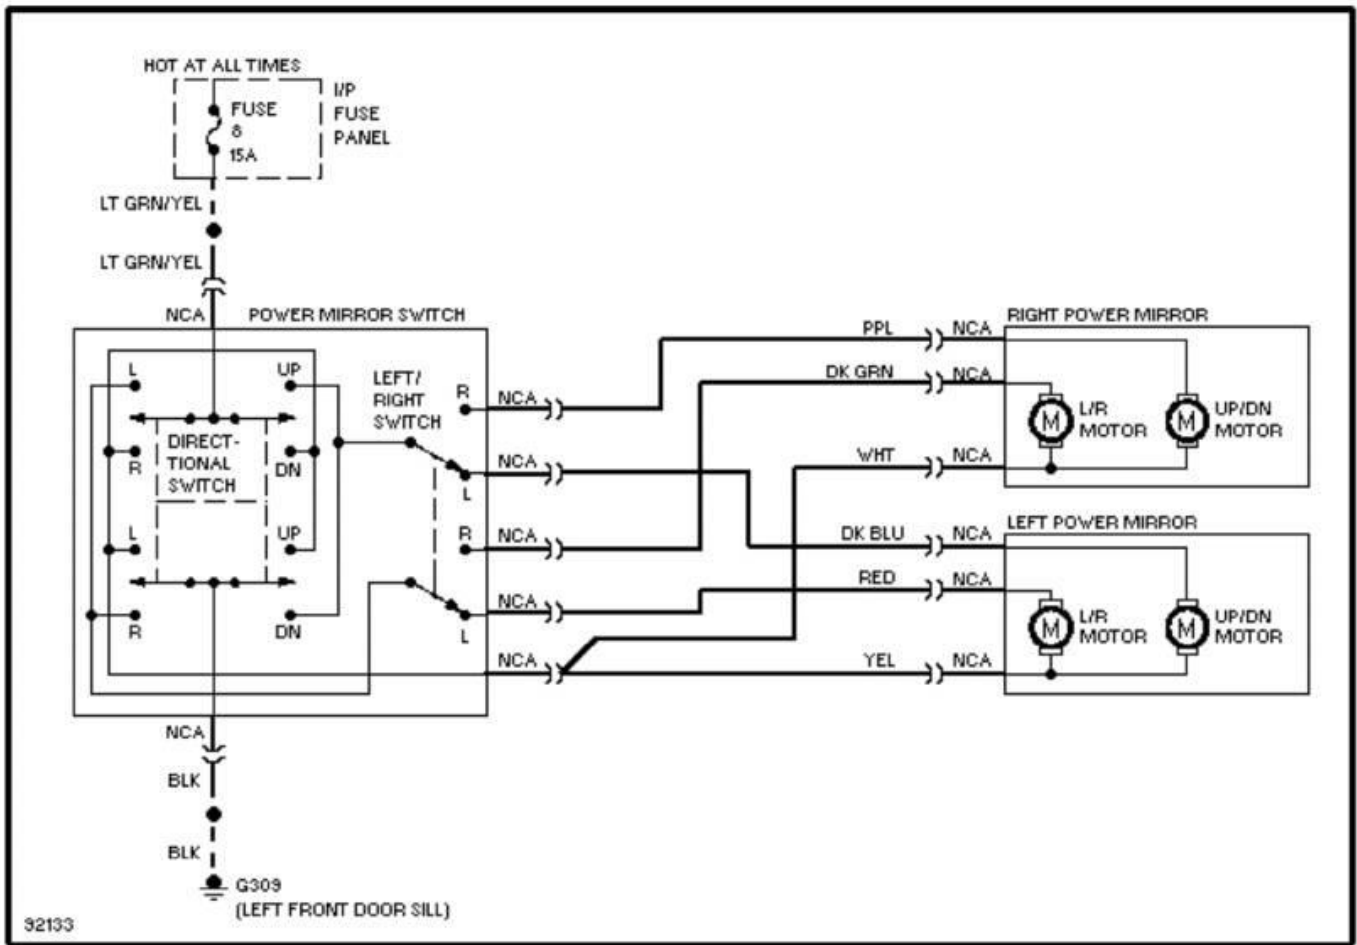 HOT AT ALL TIMES
FUSE
8
15A
I/P
FUSE
PANEL
LT GRN/YEL
LT GRN/YEL
NCA
POWER MIRROR SWITCH
L
UP
R
DN
DIRECT-
TIONAL
SWITCH
L
UP
R
DN
LEFT/
RIGHT
SWITCH
R
L
R
L
NCA
NCA
NCA
NCA
NCA
PPL
NCA
DK GRN
NCA
WHT
NCA
DK BLU
NCA
RED
NCA
YEL
NCA
RIGHT POWER MIRROR
M
L/R
MOTOR
M
UP/DN
MOTOR
LEFT POWER MIRROR
M
L/R
MOTOR
M
UP/DN
MOTOR
NCA
BLK
BLK
G309
(LEFT FRONT DOOR SILL)
92133